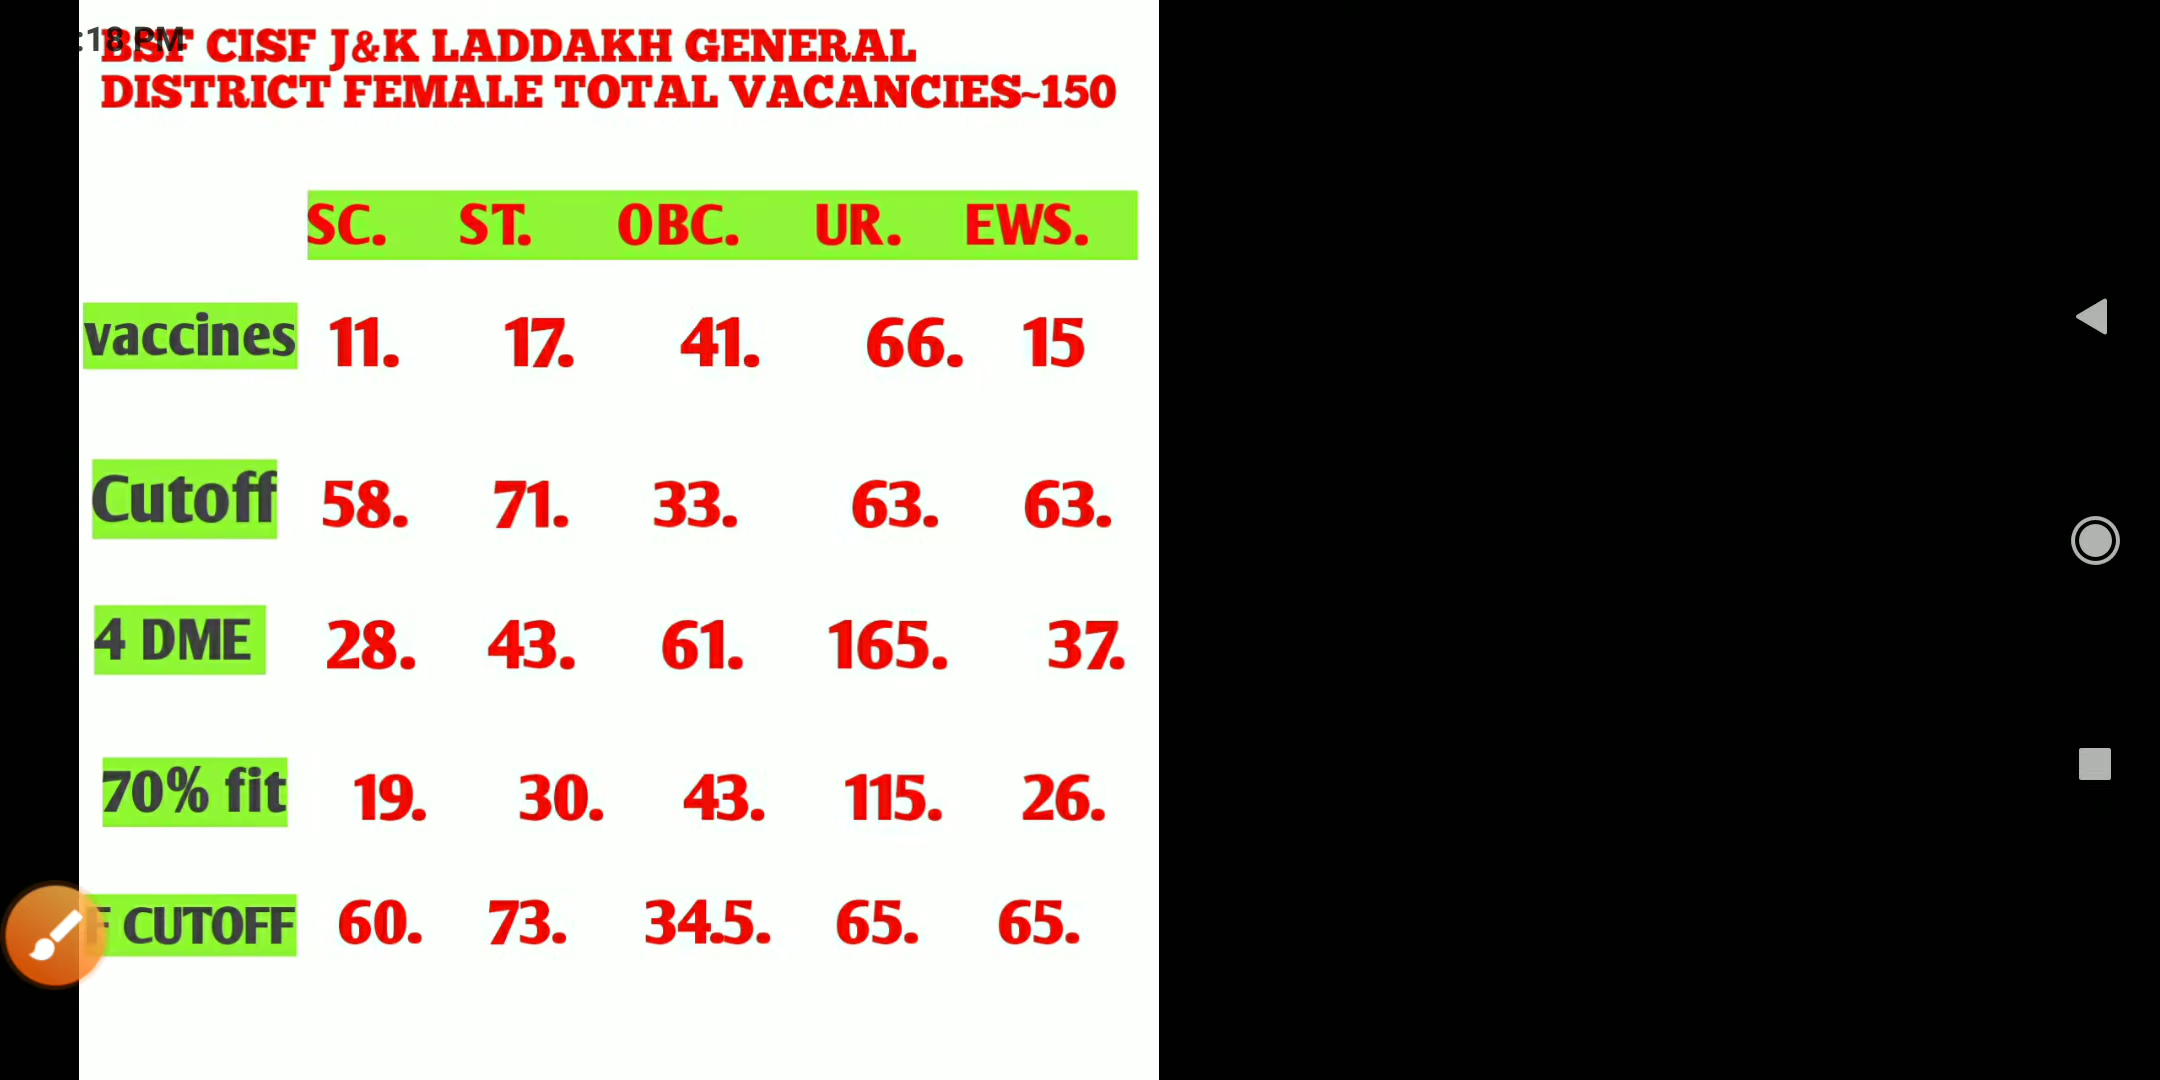 :18 PM
BSF CISF J&K LADDAKH GENERAL
DISTRICT FEMALE TOTAL VACANCIES~150
SC. ST. OBC. UR. EWS.
vaccines 11. 17. 41. 66. 15
Cutoff 58. 71. 33. 63. 63.
4 DME 28. 43. 61. 165. 37.
70% fit 19. 30. 43. 115. 26.
F CUTOFF 60. 73. 34.5. 65. 65.